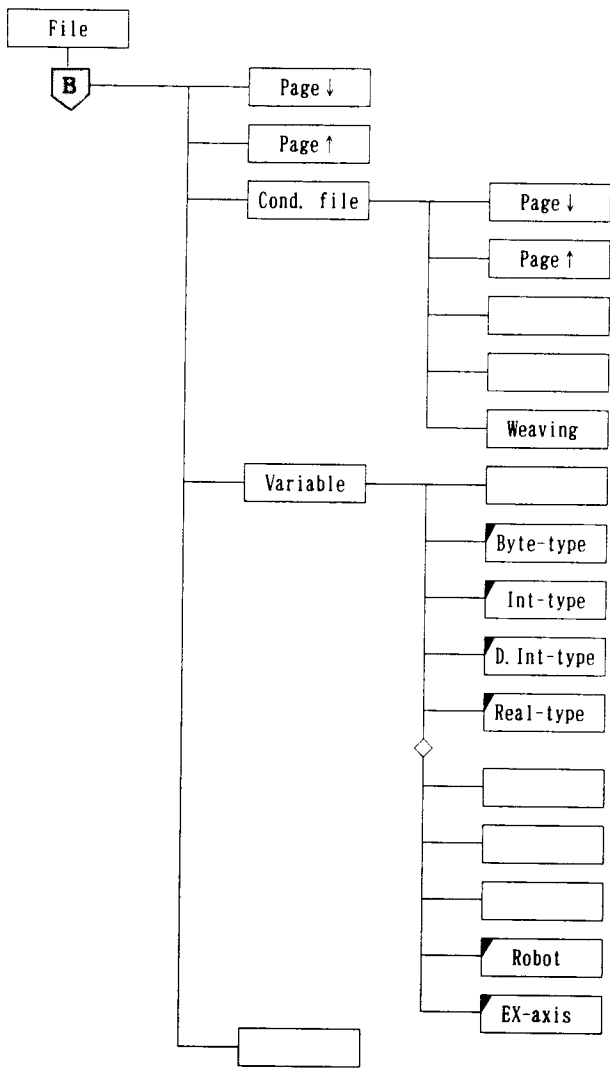 File
B
Page ↓
Page ↑
Cond. file
Page ↓
Page ↑
Weaving
Variable
Byte-type
Int-type
D. Int-type
Real-type
Robot
EX-axis